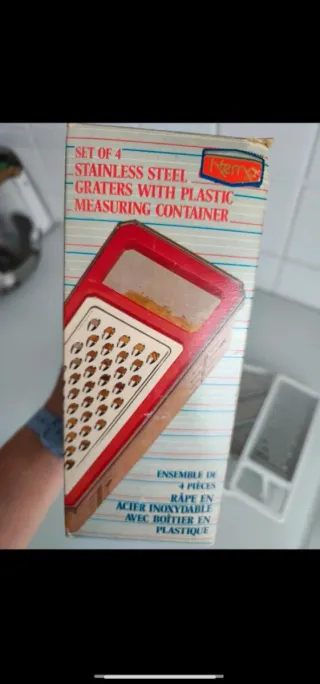 SET OF 4
STAINLESS STEEL
GRATERS WITH PLASTIC
MEASURING CONTAINER
ENSEMBLE DE
4 PIÈCES
RÂPE EN
ACIER INOXYDABLE
AVEC BOÎTIER EN
PLASTIQUE